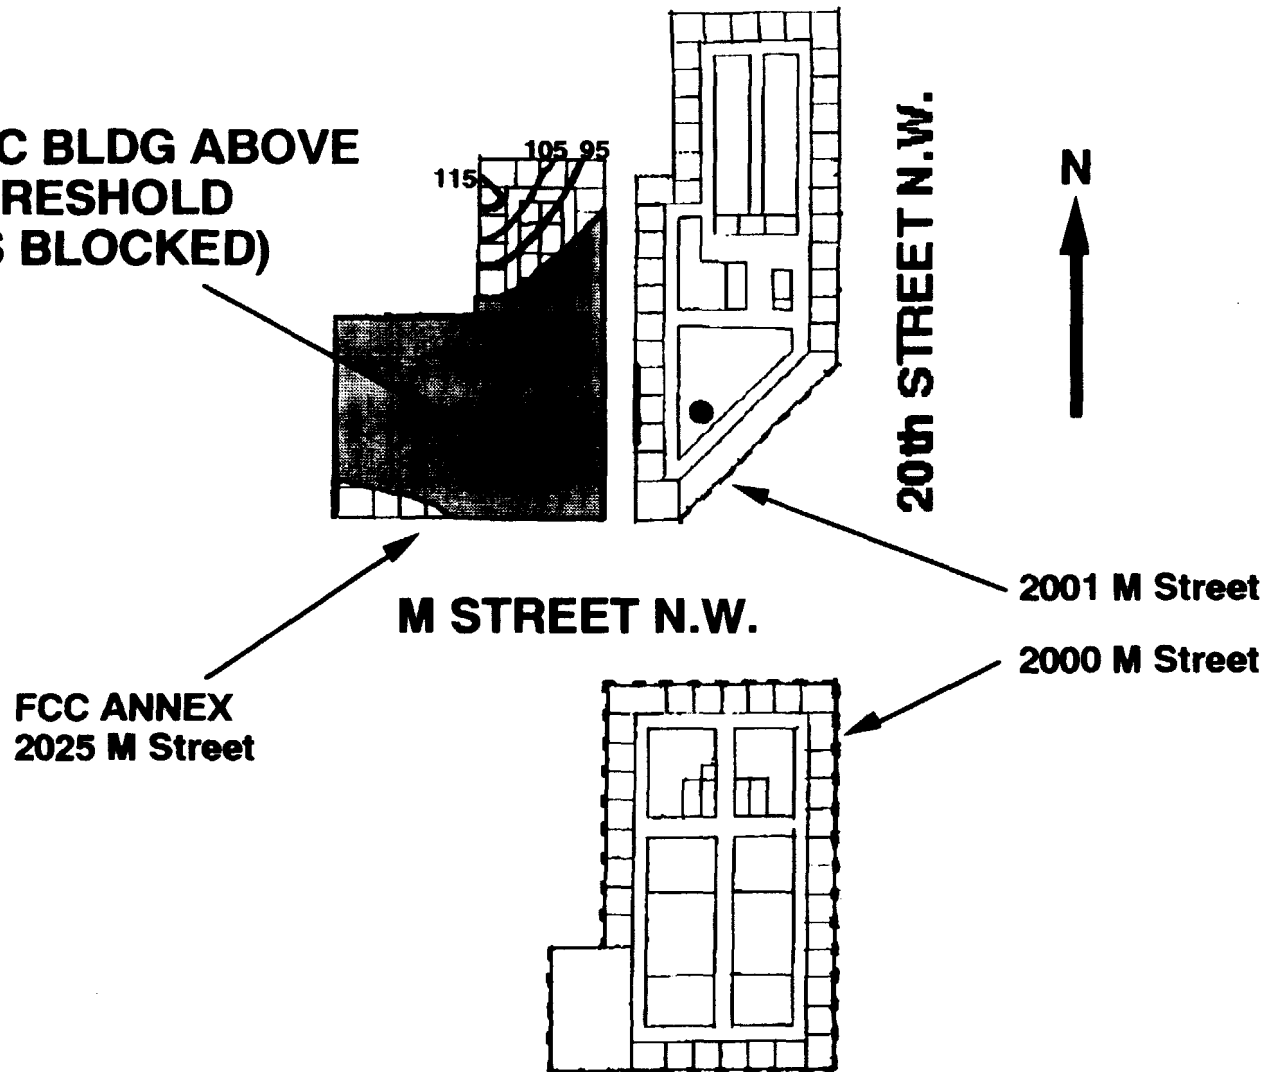 C BLDG ABOVE
RESHOLD
S BLOCKED)
115
105
95
20th STREET N.W.
N
M STREET N.W.
2001 M Street
2000 M Street
FCC ANNEX
2025 M Street